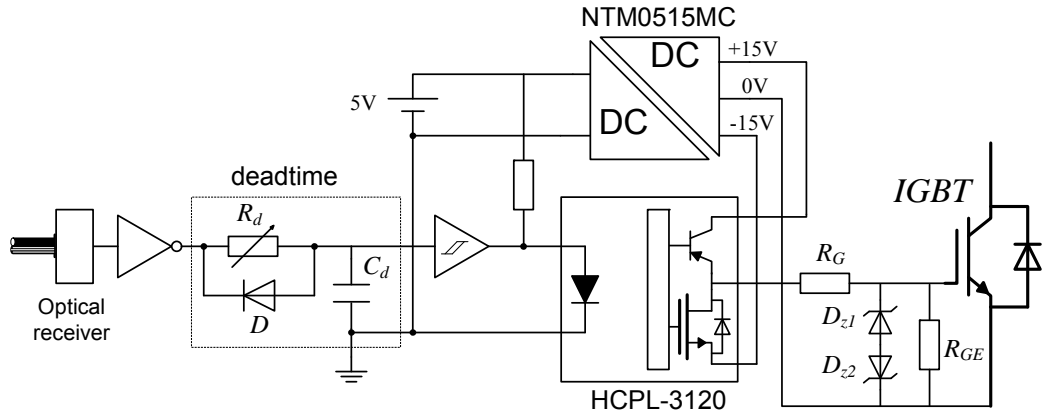 NTM0515MC
DC
DC
+15V
0V
-15V
5V
deadtime
R_d
C_d
D
Optical
receiver
HCPL-3120
IGBT
R_G
D_z1
D_z2
R_GE